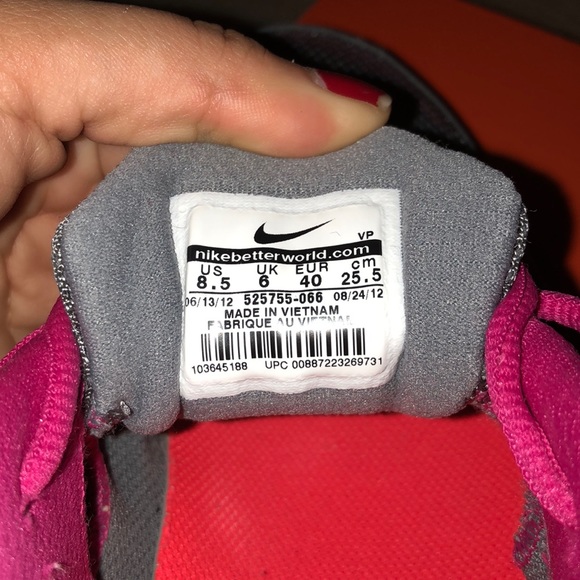 VP
nikebetterworld.com
US UK EUR cm
8.5 6 40 25.5
06/13/12 525755-066 08/24/12
MADE IN VIETNAM
FABRIQUE AU VIETNAM
103645188 UPC 00887223269731